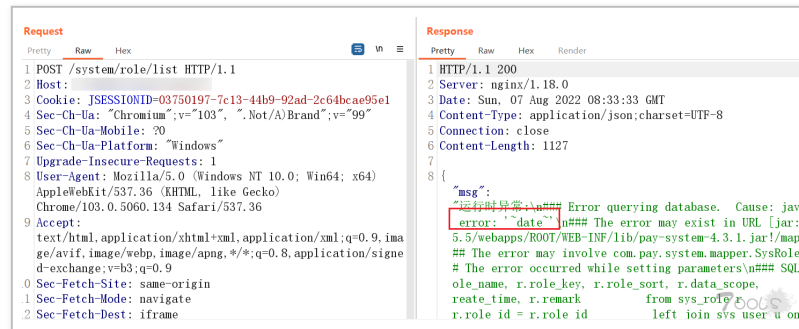 Request
Pretty Raw Hex
\n
1 POST /system/role/list HTTP/1.1
2 Host:
3 Cookie: JSESSIONID=03750197-7c13-44b9-92ad-2c64bcae95e1
4 Sec-Ch-Ua: "Chromium";v="103", ".Not/A)Brand";v="99"
5 Sec-Ch-Ua-Mobile: ?0
6 Sec-Ch-Ua-Platform: "Windows"
7 Upgrade-Insecure-Requests: 1
8 User-Agent: Mozilla/5.0 (Windows NT 10.0; Win64; x64)
AppleWebKit/537.36 (KHTML, like Gecko)
Chrome/103.0.5060.134 Safari/537.36
9 Accept:
text/html,application/xhtml+xml,application/xml;q=0.9,ima
ge/avif,image/webp,image/apng,*/*;q=0.8,application/signe
d-exchange;v=b3;q=0.9
0 Sec-Fetch-Site: same-origin
1 Sec-Fetch-Mode: navigate
2 Sec-Fetch-Dest: iframe
Response
Pretty Raw Hex Render
1 HTTP/1.1 200
2 Server: nginx/1.18.0
3 Date: Sun, 07 Aug 2022 08:33:33 GMT
4 Content-Type: application/json;charset=UTF-8
5 Connection: close
6 Content-Length: 1127
7
8 {
"msg":
"运行时异常:\n### Error querying database.  Cause: jav
error: '~date~'\n### The error may exist in URL [jar:
5.5/webapps/ROOT/WEB-INF/lib/pay-system-4.3.1.jar!/map
## The error may involve com.pay.system.mapper.SysRole
# The error occurred while setting parameters\n### SQL
ole_name, r.role_key, r.role_sort, r.data_scope,
reate_time, r.remark from sys_role r
r.role_id = r.role_id left join sys_user u on
Tools